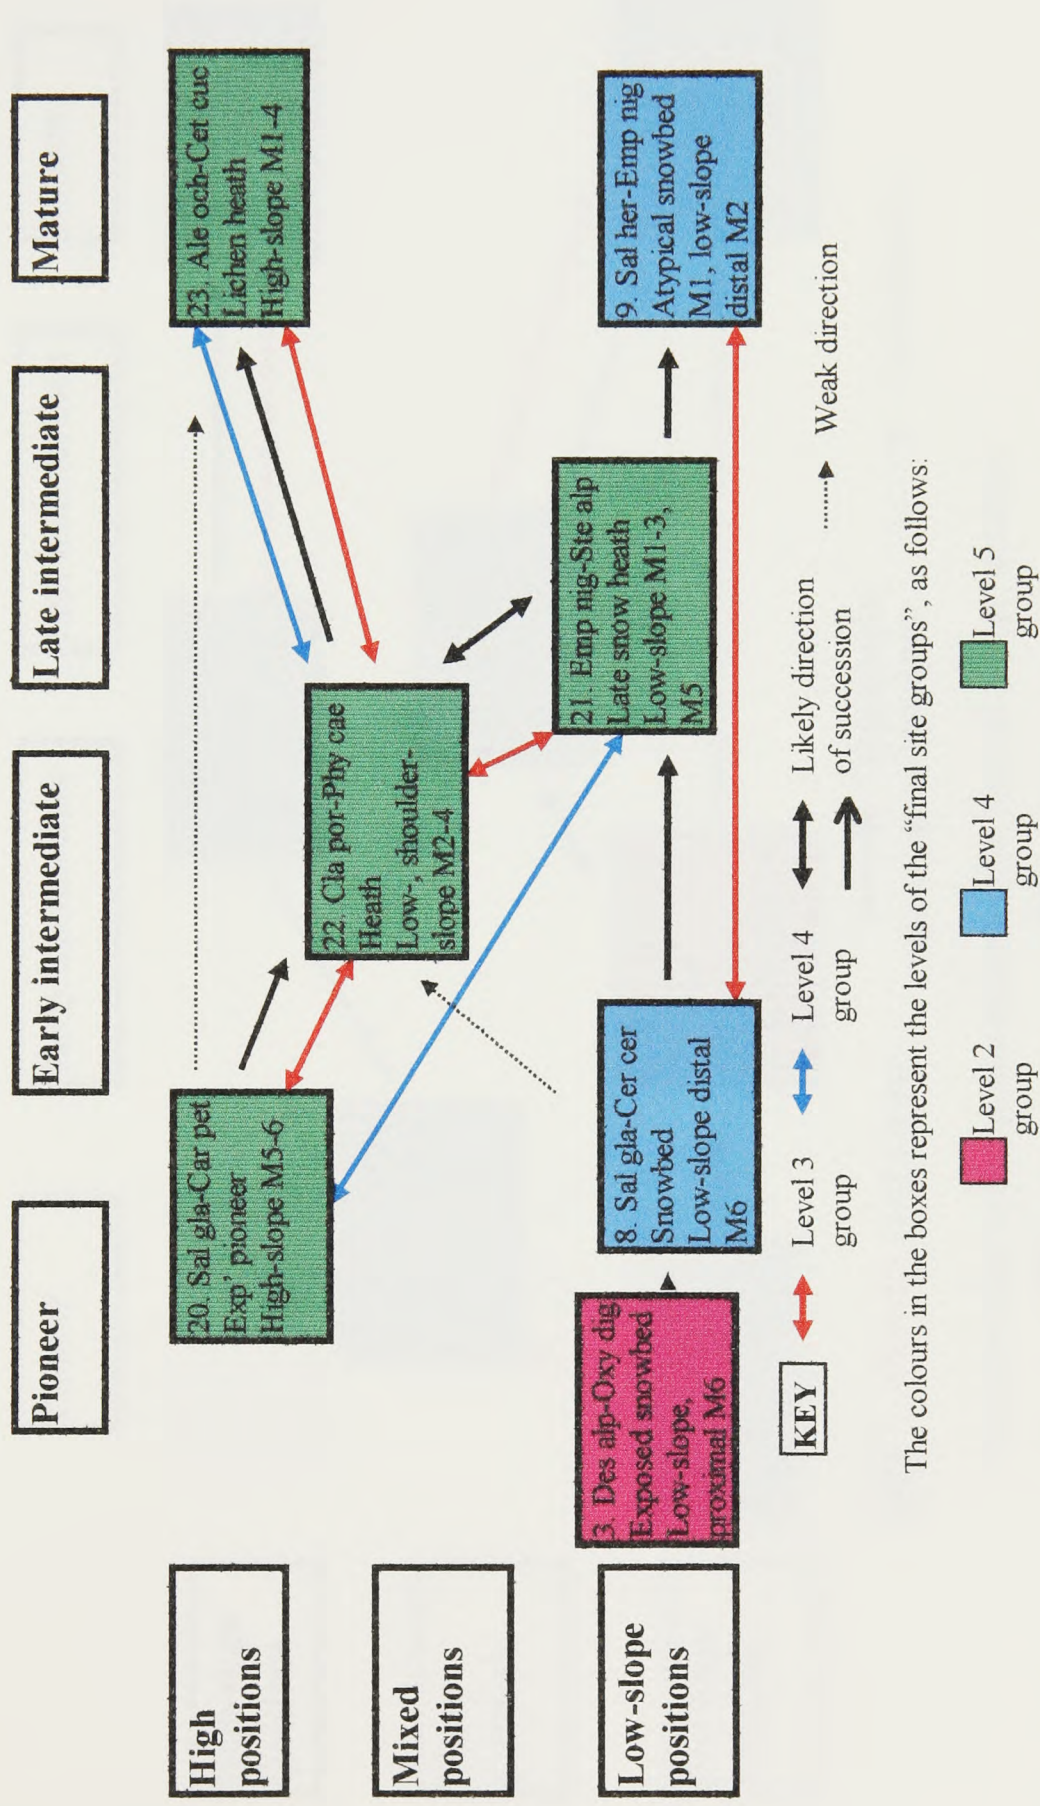 Pioneer
Early intermediate
Late intermediate
Mature
High
positions
20. Sal gla-Car pet
Exp' pioneer
High-slope M5-6
23. Ale och-Cet cuc
Lichen heath
High-slope M1-4
Mixed
positions
22. Cla por-Phy cae
Heath
Low-, shoulder-
slope M2-4
Low-slope
positions
3. Des alp-Oxy dig
Exposed snowbed
Low-slope,
proximal M6
8. Sal gla-Cer cer
Snowbed
Low-slope distal
M6
21. Emp nig-Ste alp
Late snow heath
Low-slope M1-3,
M5
9. Sal her-Emp nig
Atypical snowbed
M1, low-slope
distal M2
KEY
Level 3
group
Level 4
group
Likely direction
of succession
Weak direction
The colours in the boxes represent the levels of the “final site groups”, as follows:
Level 2
group
Level 4
group
Level 5
group